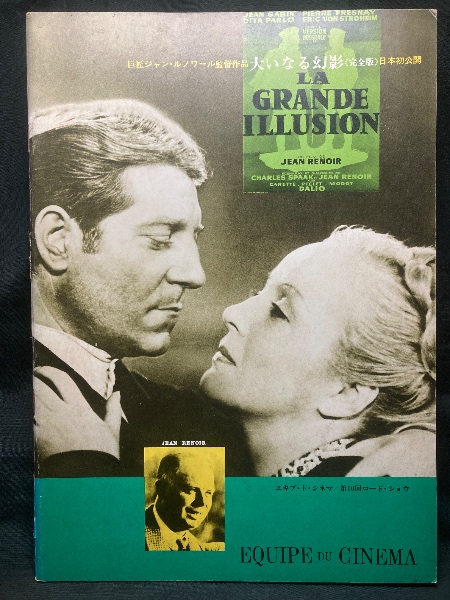 JEAN GABIN PIERRE FRESNAY
DITA PARLO ERIC VON STROHEIM
VERSION
INTÉGRALE
巨匠ジャン・ルノワール監督作品 大いなる幻影〈完全版〉日本初公開
LA
GRANDE
ILLUSION
JEAN RENOIR
CHARLES SPAAK ET JEAN RENOIR
CARETTE PECLET MODOT
DALIO
JEAN RENOIR
エキプ・ド・シネマ 第10回ロード・ショウ
EQUIPE DU CINEMA